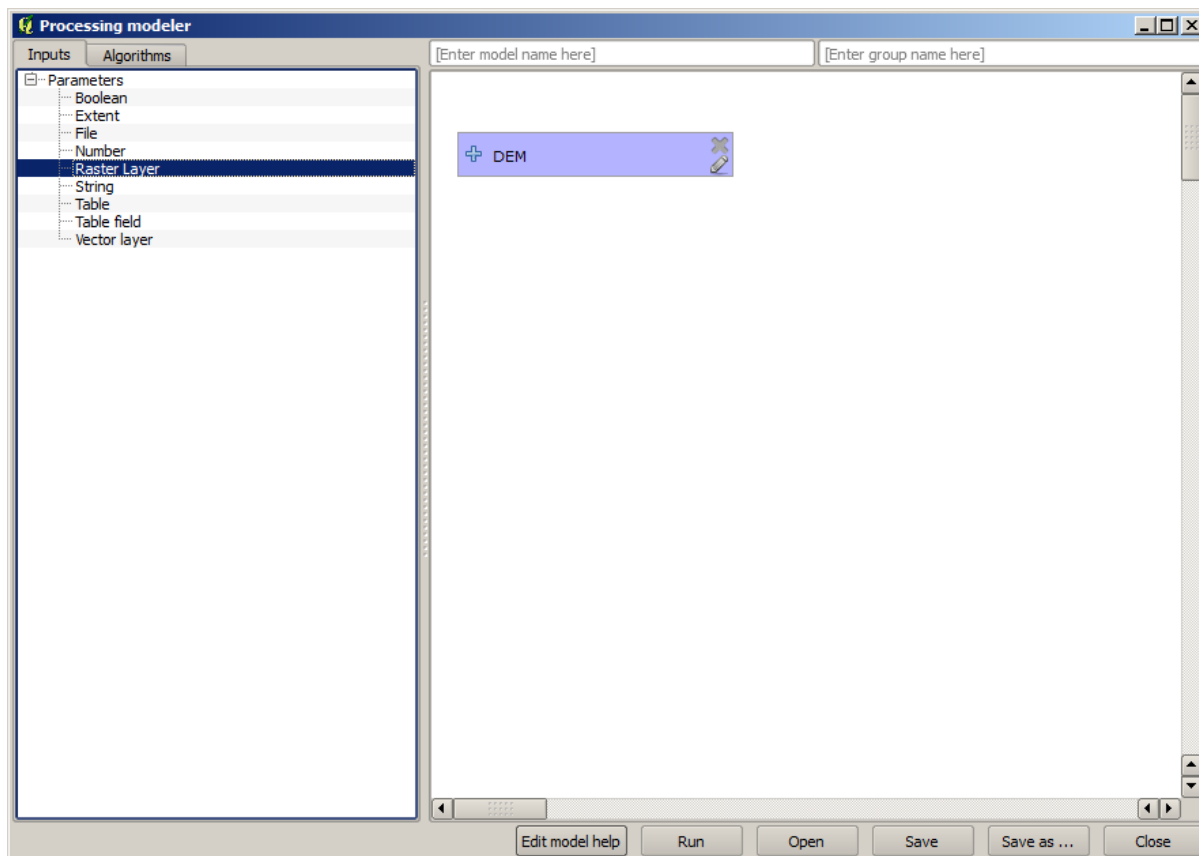 Processing modeler
Inputs
Algorithms
[Enter model name here]
[Enter group name here]
Parameters
Boolean
Extent
File
Number
Raster Layer
String
Table
Table field
Vector layer
DEM
Edit model help
Run
Open
Save
Save as ...
Close